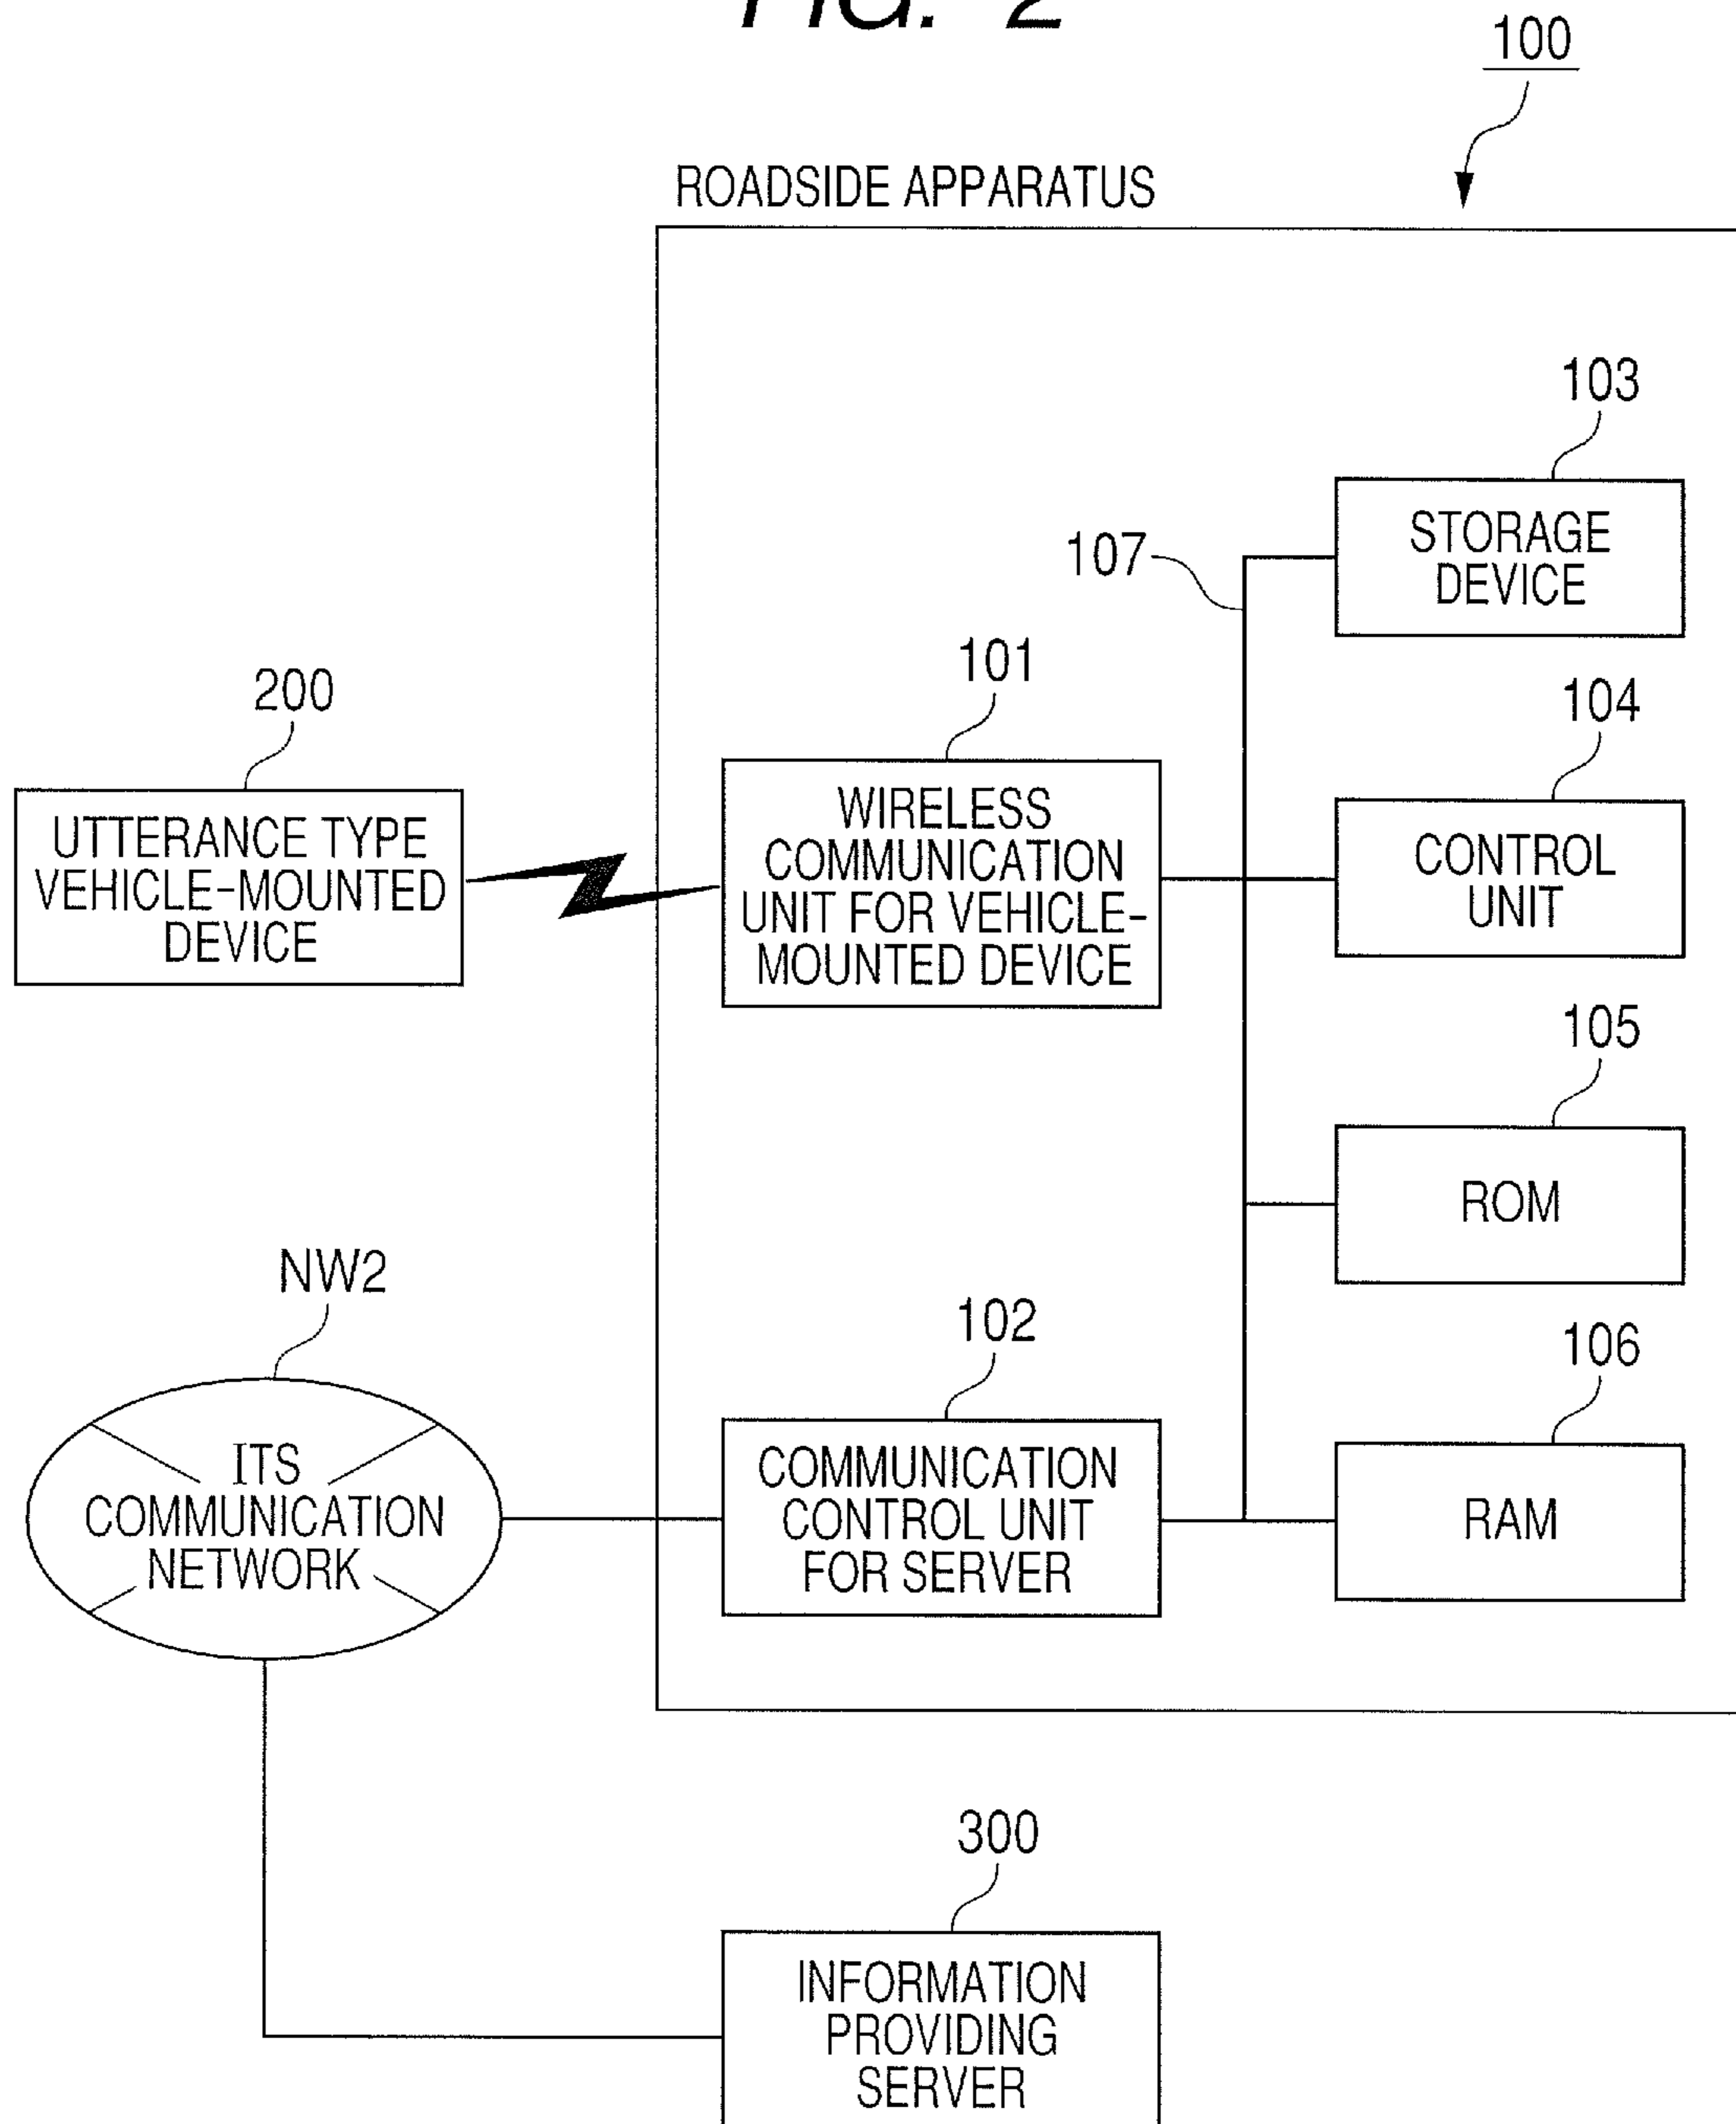 FIG. 2
100
ROADSIDE APPARATUS
103
STORAGE
DEVICE
107
101
104
200
WIRELESS
COMMUNICATION
UNIT FOR VEHICLE-
MOUNTED DEVICE
CONTROL
UNIT
UTTERANCE TYPE
VEHICLE-MOUNTED
DEVICE
105
ROM
NW2
102
106
ITS
COMMUNICATION
NETWORK
COMMUNICATION
CONTROL UNIT
FOR SERVER
RAM
300
INFORMATION
PROVIDING
SERVER